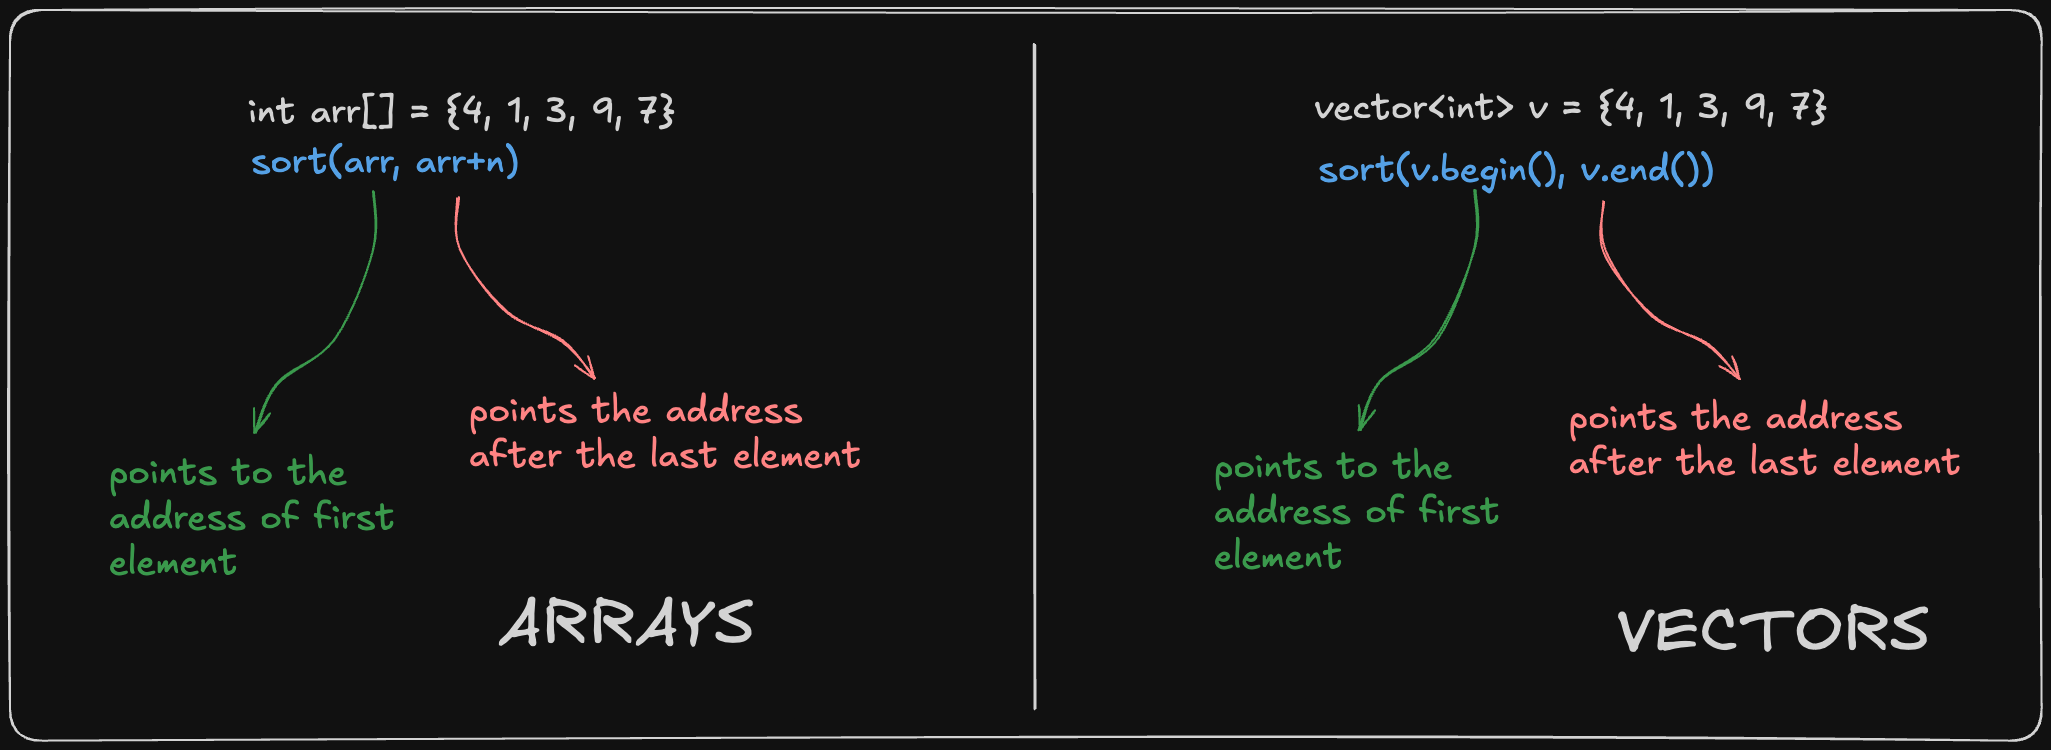 int arr[] = {4, 1, 3, 9, 7}
sort(arr, arr+n)
points to the
address of first
element
points the address
after the last element
ARRAYS
vector<int> v = {4, 1, 3, 9, 7}
sort(v.begin(), v.end())
points to the
address of first
element
points the address
after the last element
VECTORS